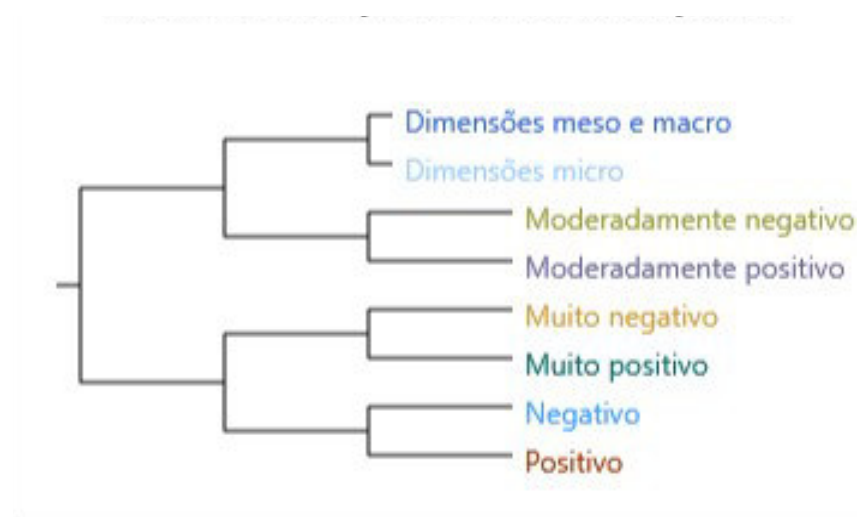 Dimensões meso e macro
Dimensões micro
Moderadamente negativo
Moderadamente positivo
Muito negativo
Muito positivo
Negativo
Positivo